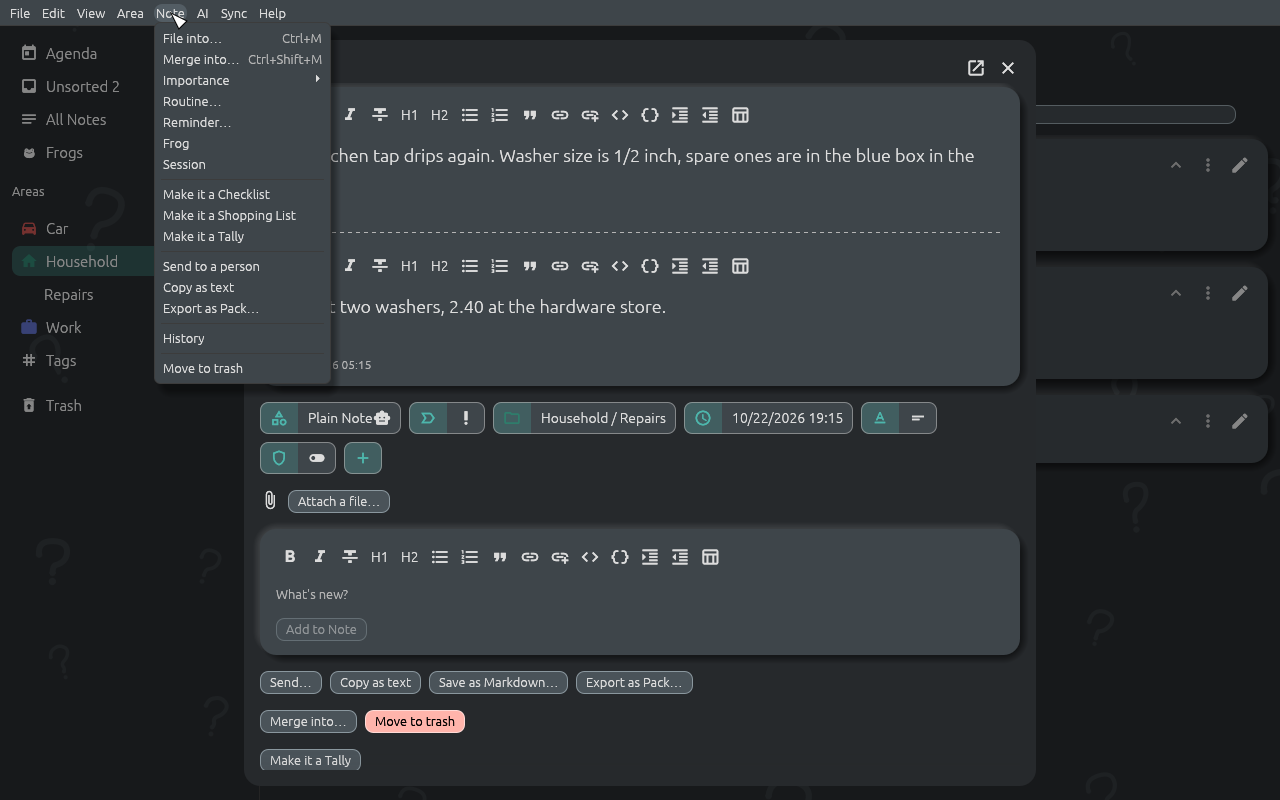 File Edit View Area Note AI Sync Help
Agenda
Unsorted 2
All Notes
Frogs
Areas
Car
Household
Repairs
Work
Tags
Trash
File into… Ctrl+M
Merge into… Ctrl+Shift+M
Importance
Routine…
Reminder…
Frog
Session
Make it a Checklist
Make it a Shopping List
Make it a Tally
Send to a person
Copy as text
Export as Pack…
History
Move to trash
H1 H2
tap drips again. Washer size is 1/2 inch, spare ones are in the blue box in the
H1 H2
two washers, 2.40 at the hardware store.
05:15
Plain Note
Household / Repairs
10/22/2026 19:15
Attach a file…
B I H1 H2
What's new?
Add to Note
Send… Copy as text Save as Markdown… Export as Pack…
Merge into… Move to trash
Make it a Tally